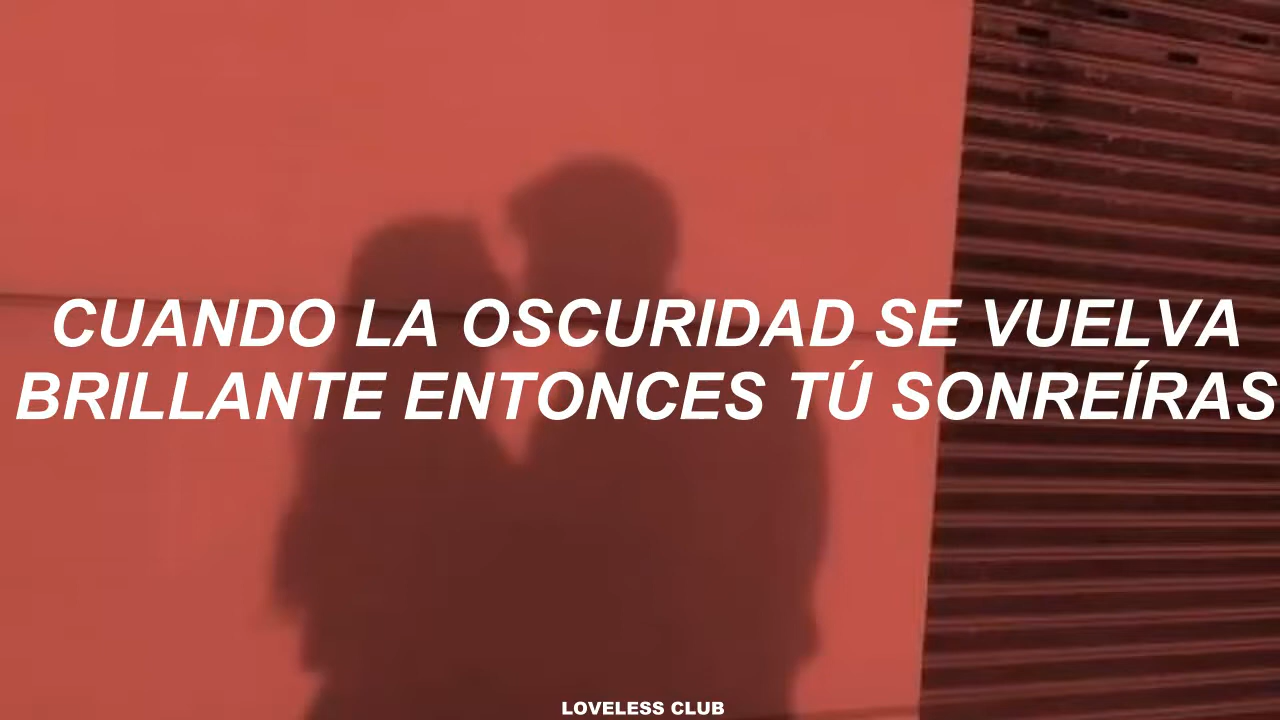 CUANDO LA OSCURIDAD SE VUELVA
BRILLANTE ENTONCES TÚ SONREÍRAS
LOVELESS CLUB